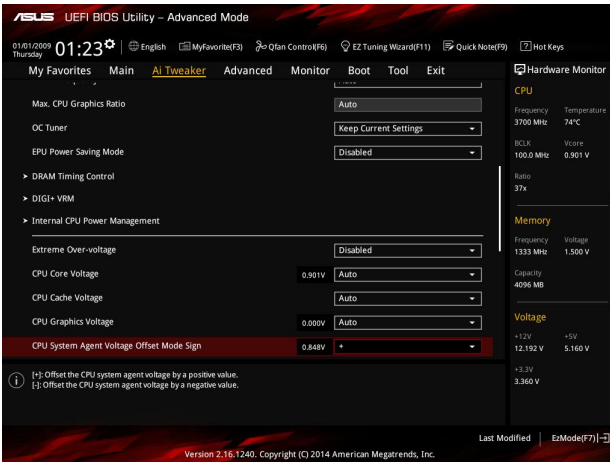 ASUS UEFI BIOS Utility – Advanced Mode
01/01/2009 Thursday 01:23 English MyFavorite(F3) Qfan Control(F6) EZ Tuning Wizard(F11) Quick Note(F9) ? Hot Keys
My Favorites Main Ai Tweaker Advanced Monitor Boot Tool Exit
Max. CPU Graphics Ratio Auto
OC Tuner Keep Current Settings
EPU Power Saving Mode Disabled
> DRAM Timing Control
> DIGI+ VRM
> Internal CPU Power Management
Extreme Over-voltage Disabled
CPU Core Voltage 0.901V Auto
CPU Cache Voltage Auto
CPU Graphics Voltage 0.000V Auto
CPU System Agent Voltage Offset Mode Sign 0.848V +
[+]: Offset the CPU system agent voltage by a positive value.
[-]: Offset the CPU system agent voltage by a negative value.
Hardware Monitor
CPU
Frequency Temperature
3700 MHz 74°C
BCLK Vcore
100.0 MHz 0.901 V
Ratio
37x
Memory
Frequency Voltage
1333 MHz 1.500 V
Capacity
4096 MB
Voltage
+12V +5V
12.192 V 5.160 V
+3.3V
3.360 V
Last Modified EzMode(F7)
Version 2.16.1240. Copyright (C) 2014 American Megatrends, Inc.